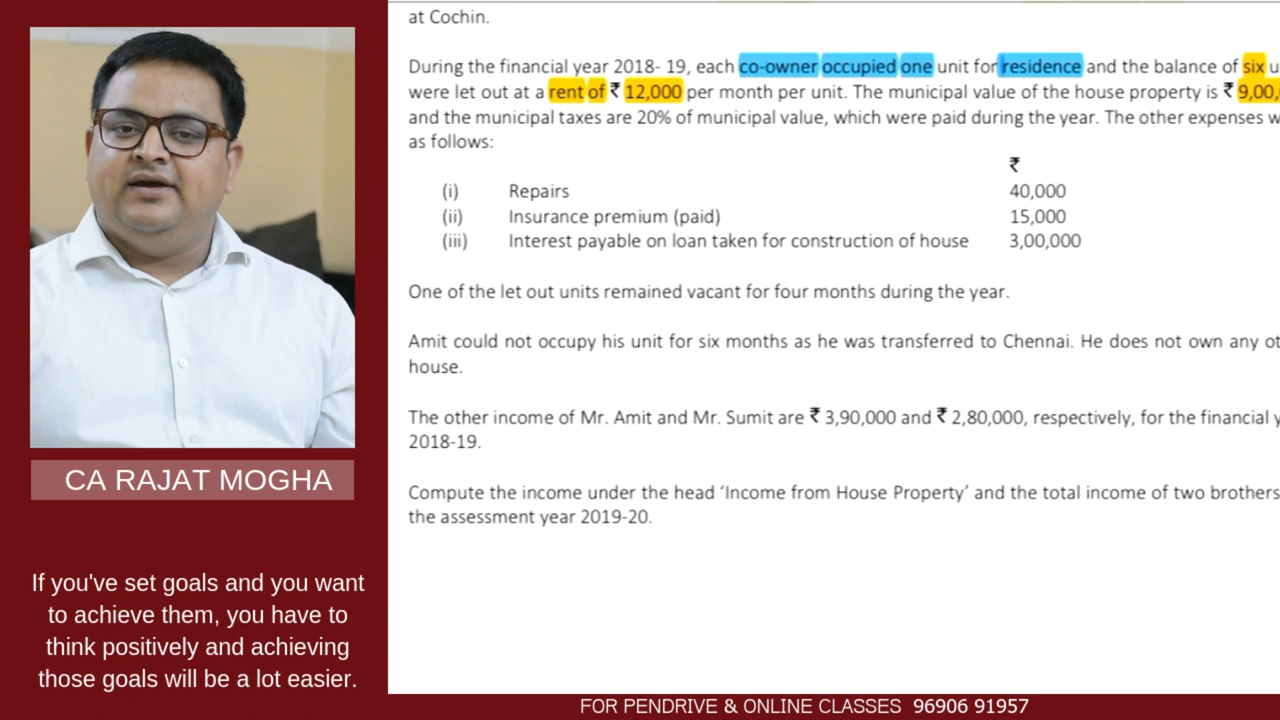 at Cochin.
During the financial year 2018- 19, each co-owner occupied one unit for residence and the balance of six u
were let out at a rent of ₹ 12,000 per month per unit. The municipal value of the house property is ₹ 9,00,
and the municipal taxes are 20% of municipal value, which were paid during the year. The other expenses w
as follows:
₹
(i) Repairs 40,000
(ii) Insurance premium (paid) 15,000
(iii) Interest payable on loan taken for construction of house 3,00,000
One of the let out units remained vacant for four months during the year.
Amit could not occupy his unit for six months as he was transferred to Chennai. He does not own any ot
house.
The other income of Mr. Amit and Mr. Sumit are ₹ 3,90,000 and ₹ 2,80,000, respectively, for the financial y
2018-19.
Compute the income under the head ‘Income from House Property’ and the total income of two brothers
the assessment year 2019-20.
CA RAJAT MOGHA
If you've set goals and you want
to achieve them, you have to
think positively and achieving
those goals will be a lot easier.
FOR PENDRIVE & ONLINE CLASSES 96906 91957